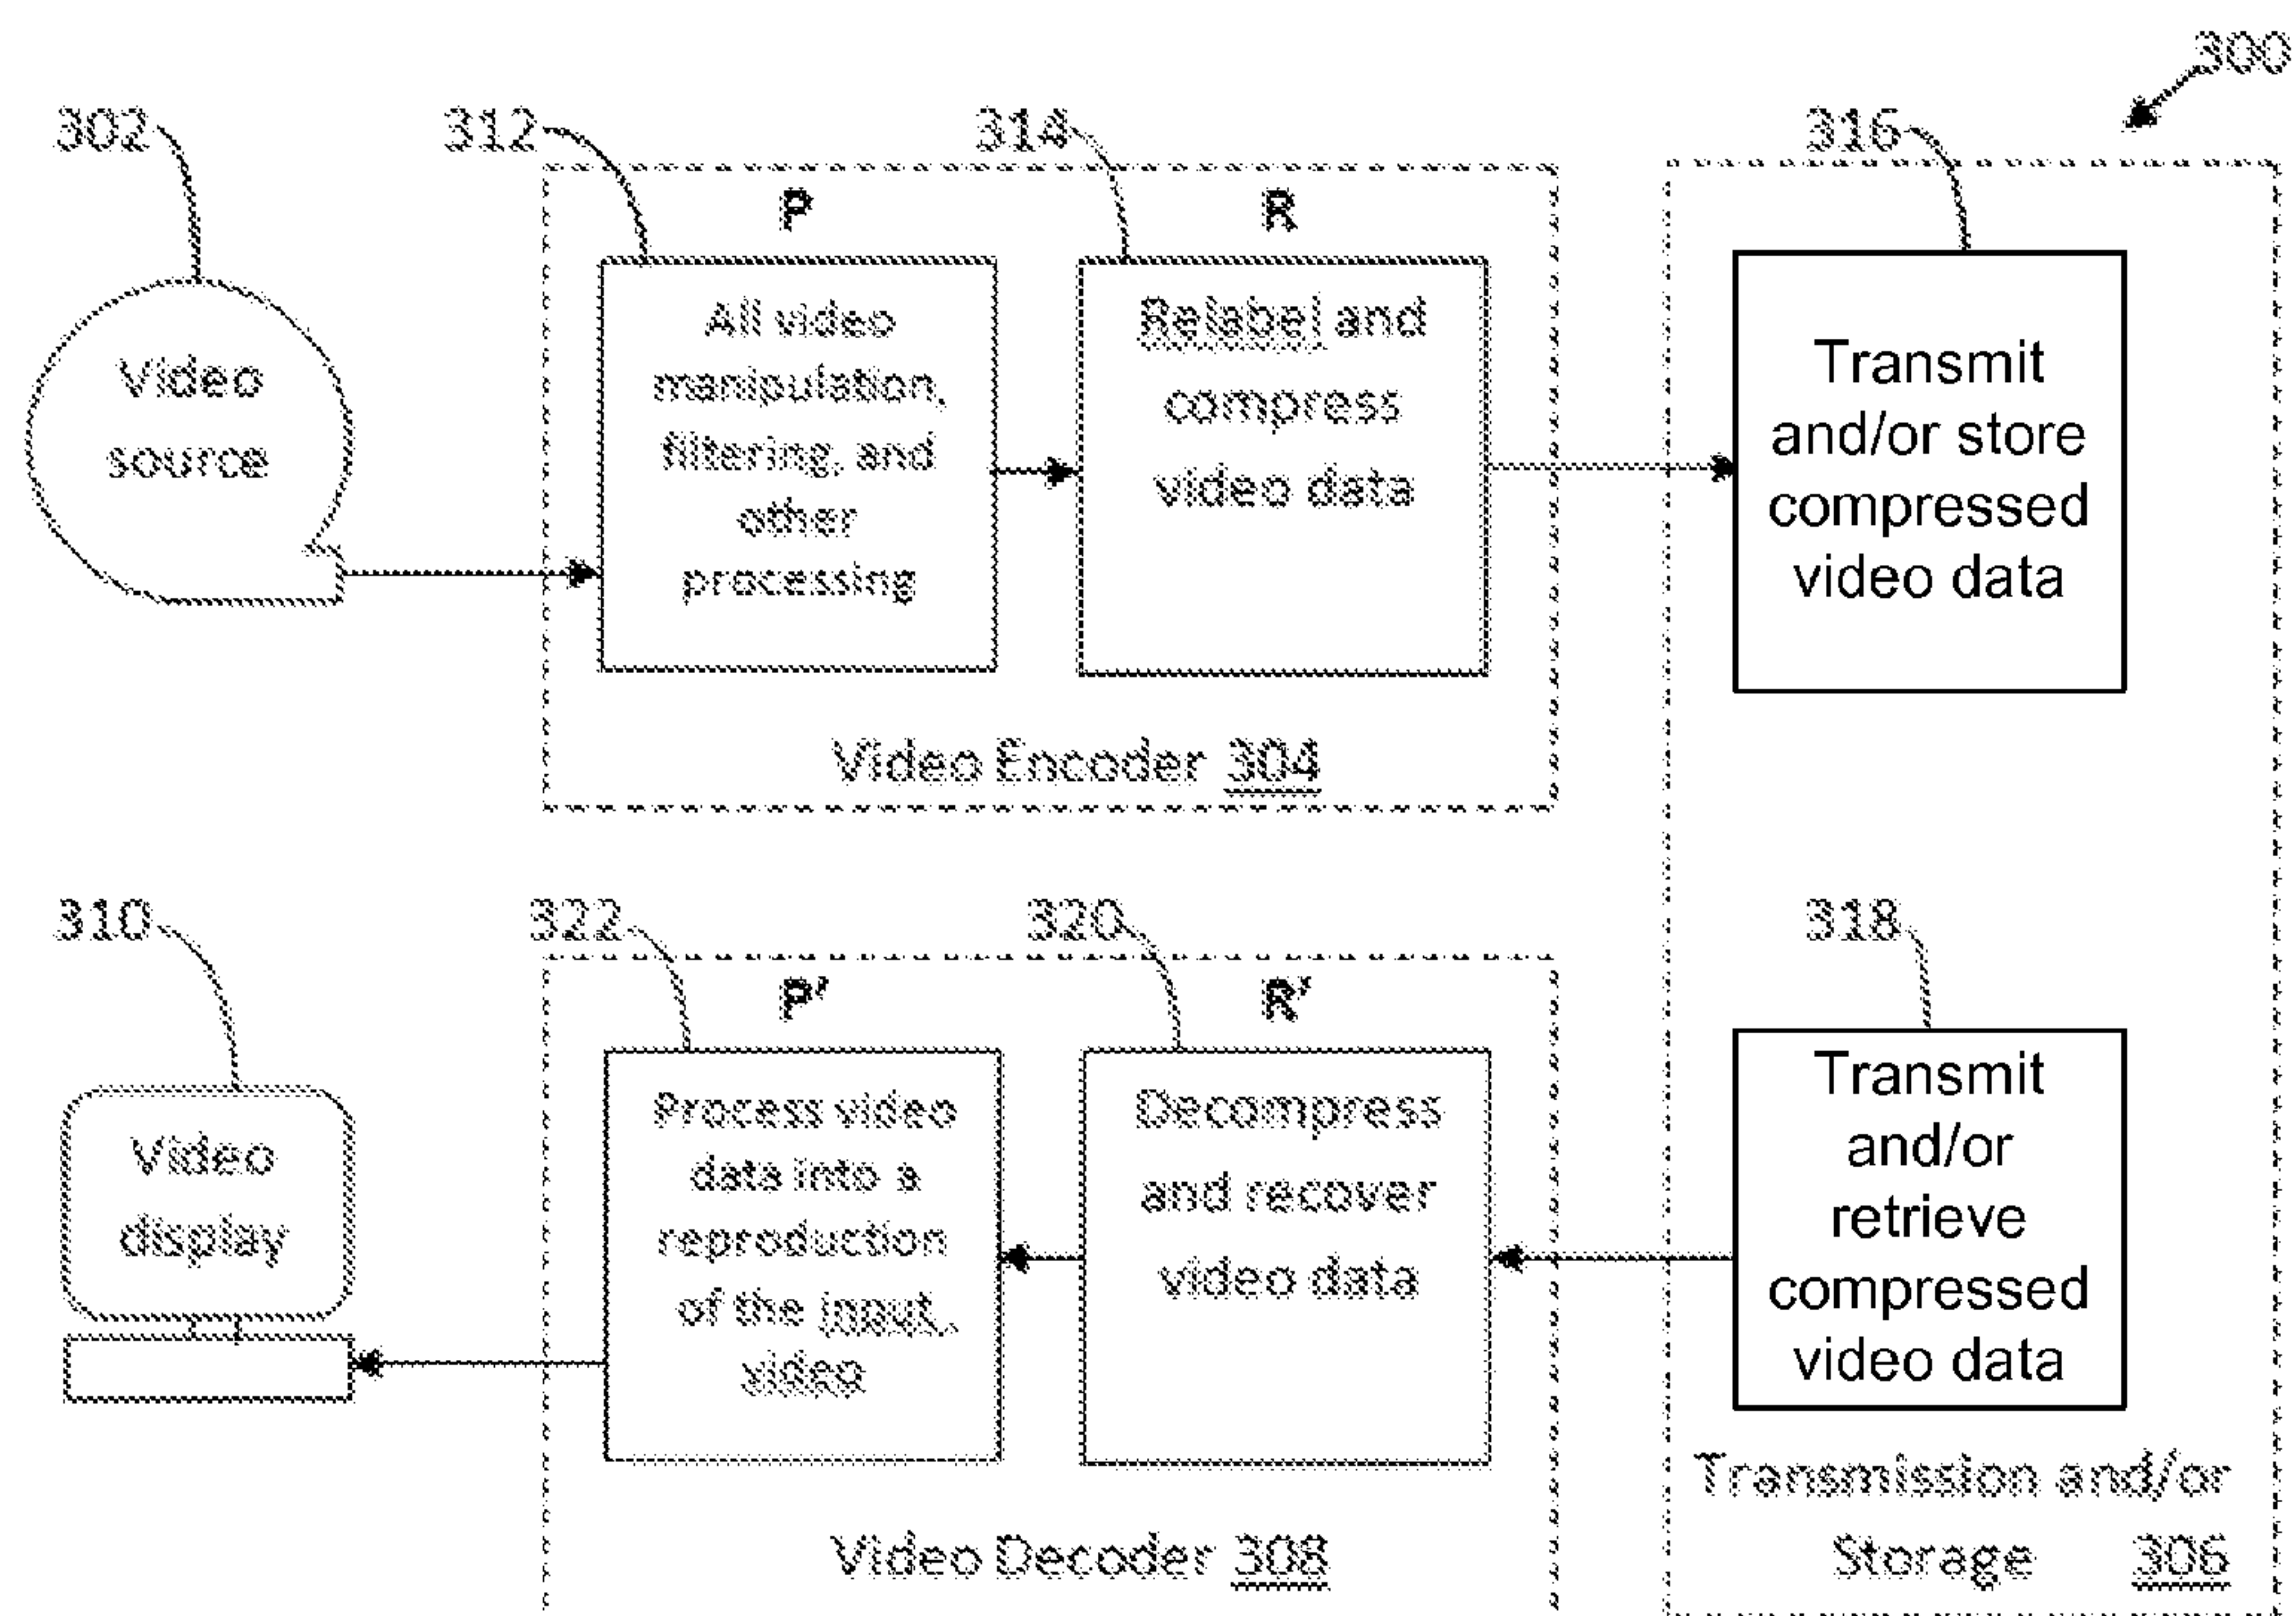 300
302
312
314
316
P
R
Video
source
All video
manipulation,
filtering, and
other
processing
Relabel and
compress
video data
Transmit
and/or store
compressed
video data
Video Encoder 304
310
322
320
318
P'
R'
Video
display
Process video
data into a
reproduction
of the input
video
Decompress
and recover
video data
Transmit
and/or
retrieve
compressed
video data
Video Decoder 308
Transmission and/or
Storage 306